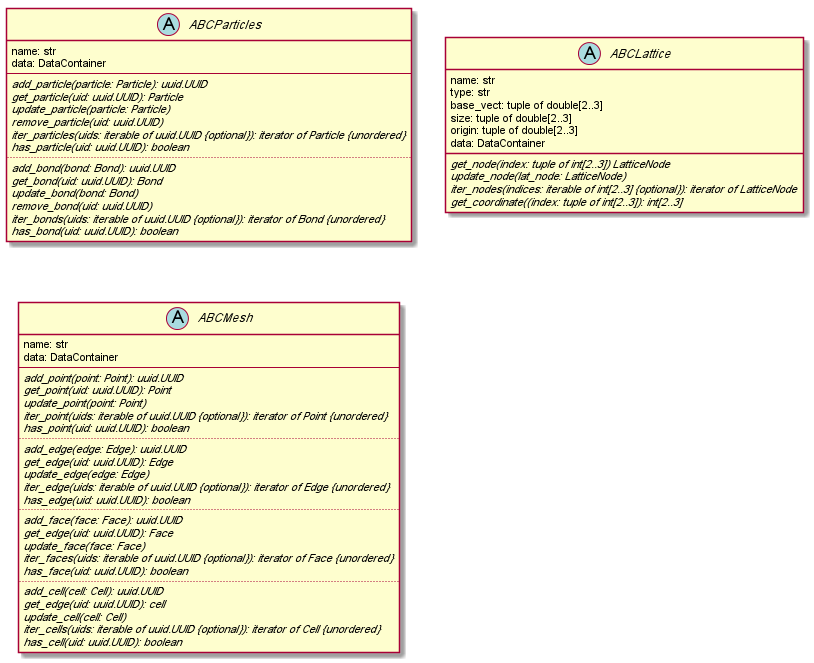 A ABCParticles
name: str
data: DataContainer
add_particle(particle: Particle): uuid.UUID
get_particle(uid: uuid.UUID): Particle
update_particle(particle: Particle)
remove_particle(uid: uuid.UUID)
iter_particles(uids: iterable of uuid.UUID {optional}): iterator of Particle {unordered}
has_particle(uid: uuid.UUID): boolean
add_bond(bond: Bond): uuid.UUID
get_bond(uid: uuid.UUID): Bond
update_bond(bond: Bond)
remove_bond(uid: uuid.UUID)
iter_bonds(uids: iterable of uuid.UUID {optional}): iterator of Bond {unordered}
has_bond(uid: uuid.UUID): boolean
A ABCLattice
name: str
type: str
base_vect: tuple of double[2..3]
size: tuple of double[2..3]
origin: tuple of double[2..3]
data: DataContainer
get_node(index: tuple of int[2..3]) LatticeNode
update_node(lat_node: LatticeNode)
iter_nodes(indices: iterable of int[2..3] {optional}): iterator of LatticeNode
get_coordinate((index: tuple of int[2..3]): int[2..3]
A ABCMesh
name: str
data: DataContainer
add_point(point: Point): uuid.UUID
get_point(uid: uuid.UUID): Point
update_point(point: Point)
iter_point(uids: iterable of uuid.UUID {optional}): iterator of Point {unordered}
has_point(uid: uuid.UUID): boolean
add_edge(edge: Edge): uuid.UUID
get_edge(uid: uuid.UUID): Edge
update_edge(edge: Edge)
iter_edge(uids: iterable of uuid.UUID {optional}): iterator of Edge {unordered}
has_edge(uid: uuid.UUID): boolean
add_face(face: Face): uuid.UUID
get_edge(uid: uuid.UUID): Face
update_face(face: Face)
iter_faces(uids: iterable of uuid.UUID {optional}): iterator of Face {unordered}
has_face(uid: uuid.UUID): boolean
add_cell(cell: Cell): uuid.UUID
get_edge(uid: uuid.UUID): cell
update_cell(cell: Cell)
iter_cells(uids: iterable of uuid.UUID {optional}): iterator of Cell {unordered}
has_cell(uid: uuid.UUID): boolean